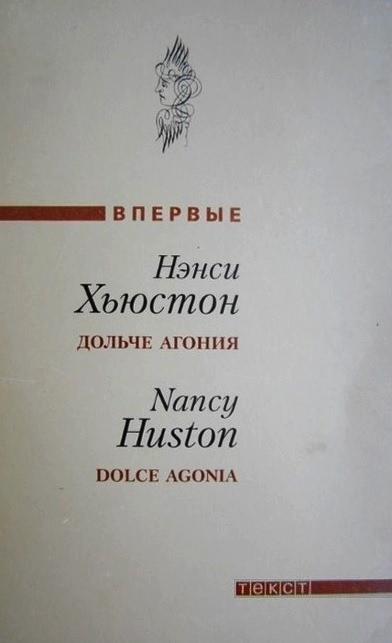 ВПЕРВЫЕ
Нэнси
Хьюстон
ДОЛЬЧЕ АГОНИЯ
Nancy
Huston
DOLCE AGONIA
ТЕКСТ